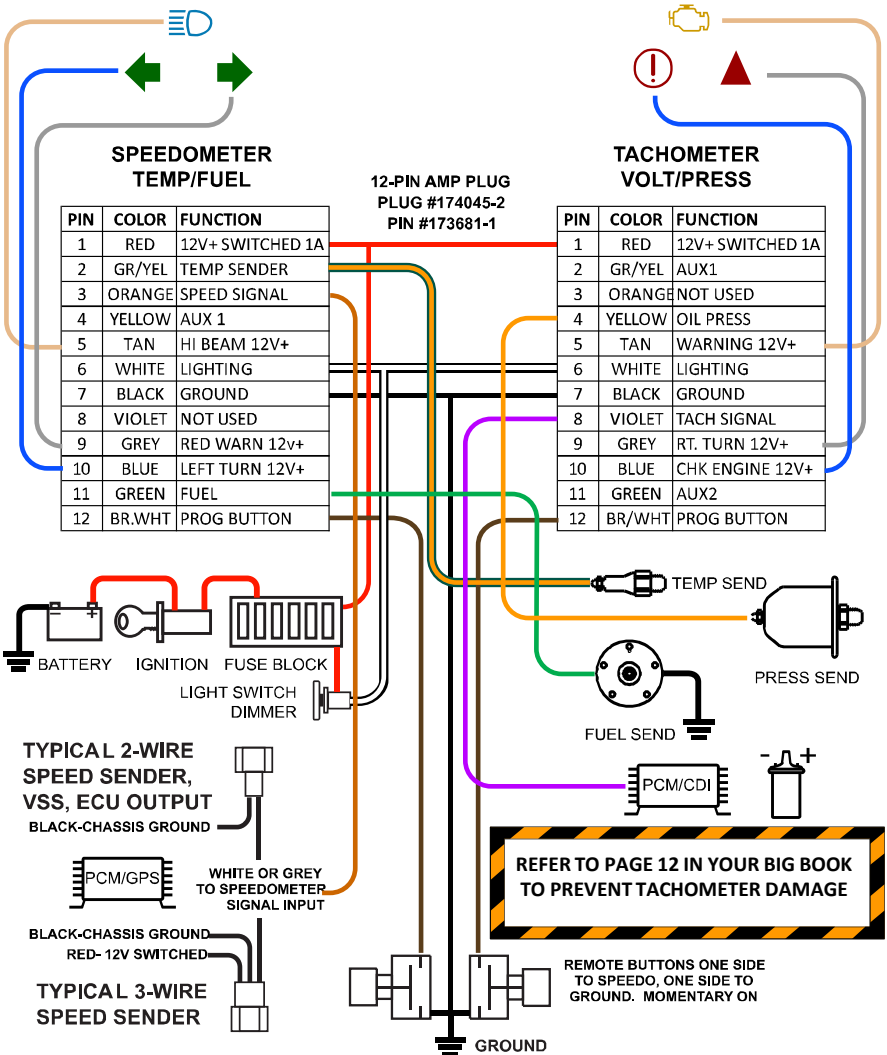 SPEEDOMETER
TEMP/FUEL
PIN COLOR FUNCTION
1 RED 12V+ SWITCHED 1A
2 GR/YEL TEMP SENDER
3 ORANGE SPEED SIGNAL
4 YELLOW AUX 1
5 TAN HI BEAM 12V+
6 WHITE LIGHTING
7 BLACK GROUND
8 VIOLET NOT USED
9 GREY RED WARN 12v+
10 BLUE LEFT TURN 12V+
11 GREEN FUEL
12 BR.WHT PROG BUTTON
12-PIN AMP PLUG
PLUG #174045-2
PIN #173681-1
TACHOMETER
VOLT/PRESS
PIN COLOR FUNCTION
1 RED 12V+ SWITCHED 1A
2 GR/YEL AUX1
3 ORANGE NOT USED
4 YELLOW OIL PRESS
5 TAN WARNING 12V+
6 WHITE LIGHTING
7 BLACK GROUND
8 VIOLET TACH SIGNAL
9 GREY RT. TURN 12V+
10 BLUE CHK ENGINE 12V+
11 GREEN AUX2
12 BR/WHT PROG BUTTON
- +
BATTERY
IGNITION
FUSE BLOCK
LIGHT SWITCH
DIMMER
TEMP SEND
PRESS SEND
FUEL SEND
PCM/CDI
- +
TYPICAL 2-WIRE
SPEED SENDER,
VSS, ECU OUTPUT
BLACK-CHASSIS GROUND
PCM/GPS
WHITE OR GREY
TO SPEEDOMETER
SIGNAL INPUT
BLACK-CHASSIS GROUND
RED- 12V SWITCHED
TYPICAL 3-WIRE
SPEED SENDER
REFER TO PAGE 12 IN YOUR BIG BOOK
TO PREVENT TACHOMETER DAMAGE
REMOTE BUTTONS ONE SIDE
TO SPEEDO, ONE SIDE TO
GROUND. MOMENTARY ON
GROUND